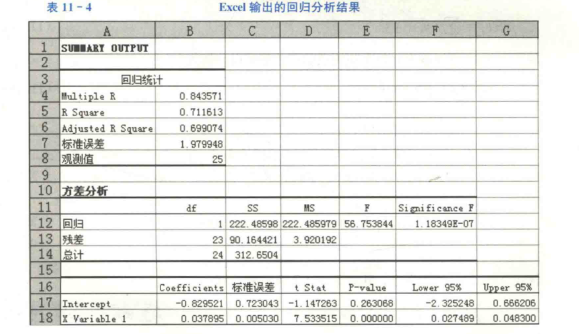 表 11-4 Excel 输出的回归分析结果
A B C D E F G
1 SUMMARY OUTPUT
2
3 回归统计
4 Multiple R 0.843571
5 R Square 0.711613
6 Adjusted R Square 0.699074
7 标准误差 1.979948
8 观测值 25
9
10 方差分析
11 df SS MS F Significance F
12 回归 1 222.48598 222.485979 56.753844 1.18349E-07
13 残差 23 90.164421 3.920192
14 总计 24 312.6504
15
16 Coefficients 标准误差 t Stat P-value Lower 95% Upper 95%
17 Intercept -0.829521 0.723043 -1.147263 0.263068 -2.325248 0.666206
18 X Variable 1 0.037895 0.005030 7.533515 0.000000 0.027489 0.048300